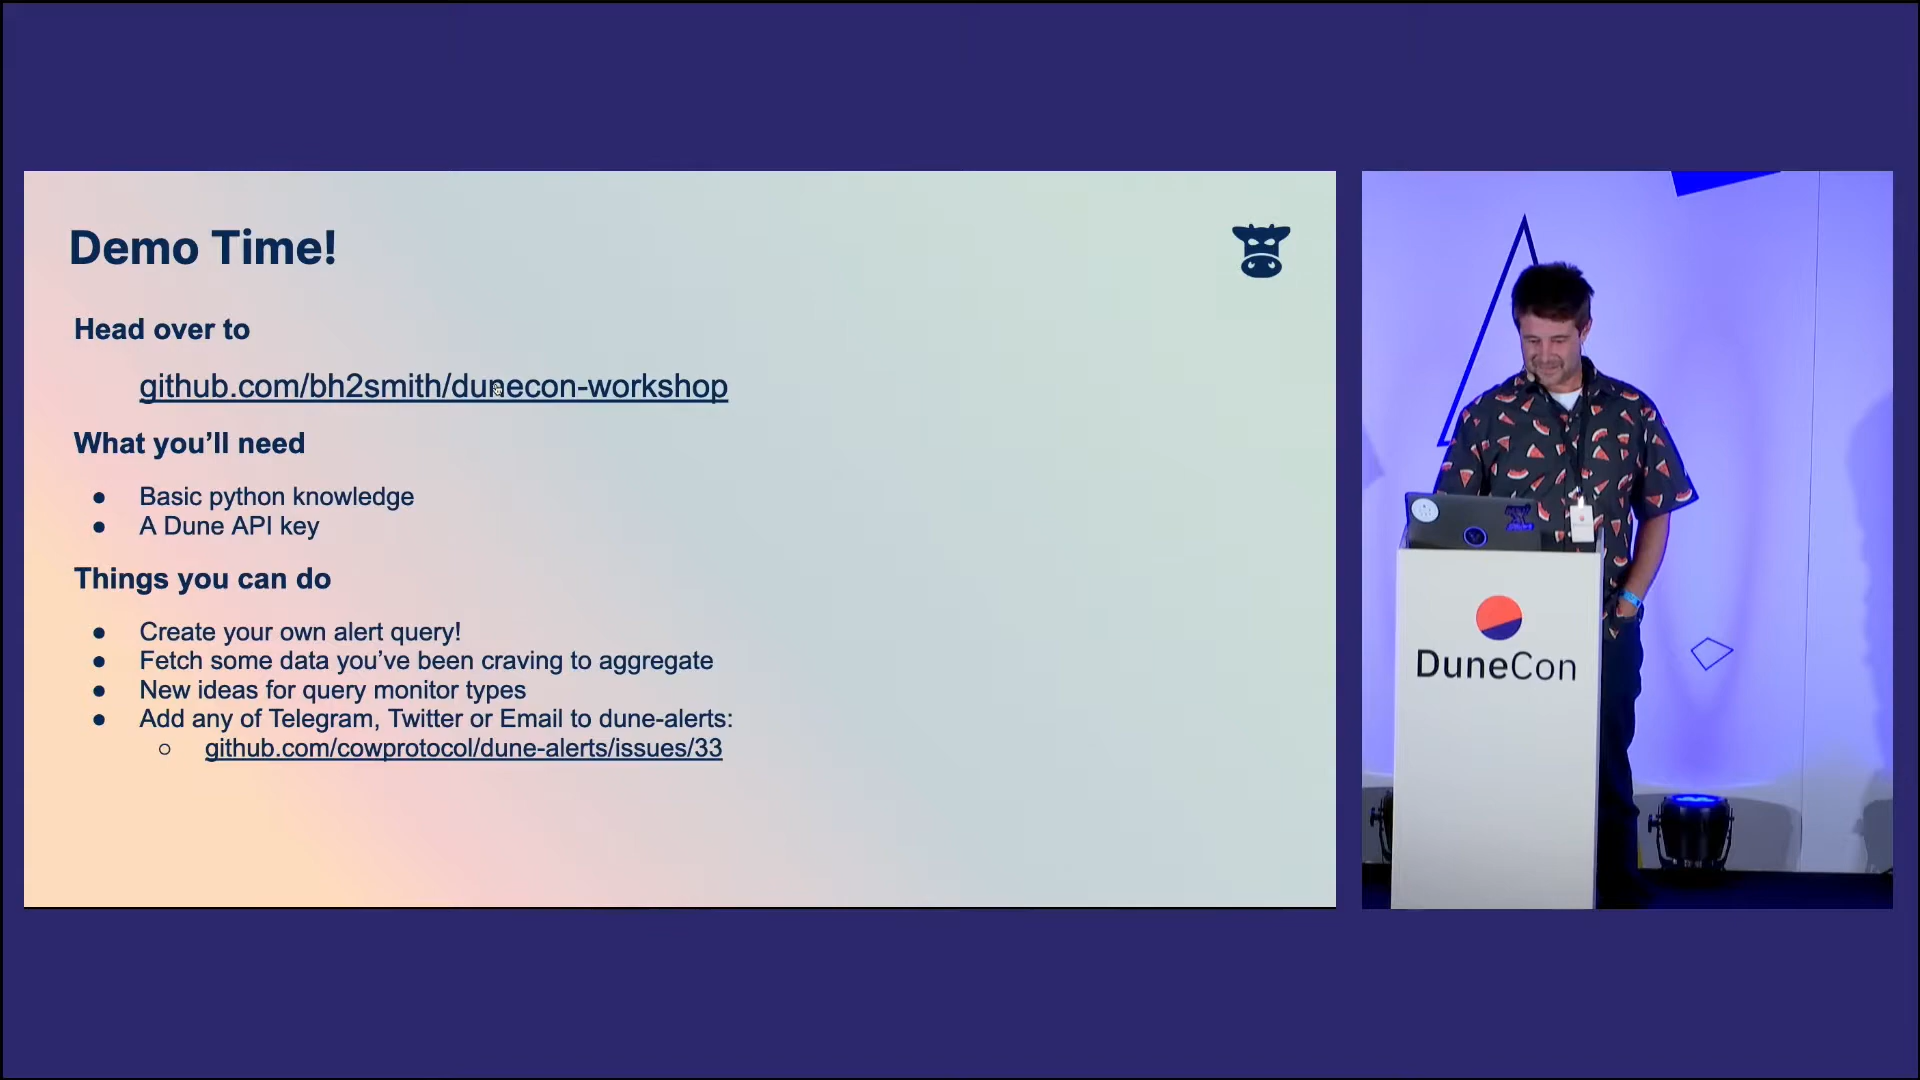 Demo Time!
Head over to
github.com/bh2smith/dunecon-workshop
What you’ll need
● Basic python knowledge
● A Dune API key
Things you can do
● Create your own alert query!
● Fetch some data you’ve been craving to aggregate
● New ideas for query monitor types
● Add any of Telegram, Twitter or Email to dune-alerts:
○ github.com/cowprotocol/dune-alerts/issues/33
DuneCon